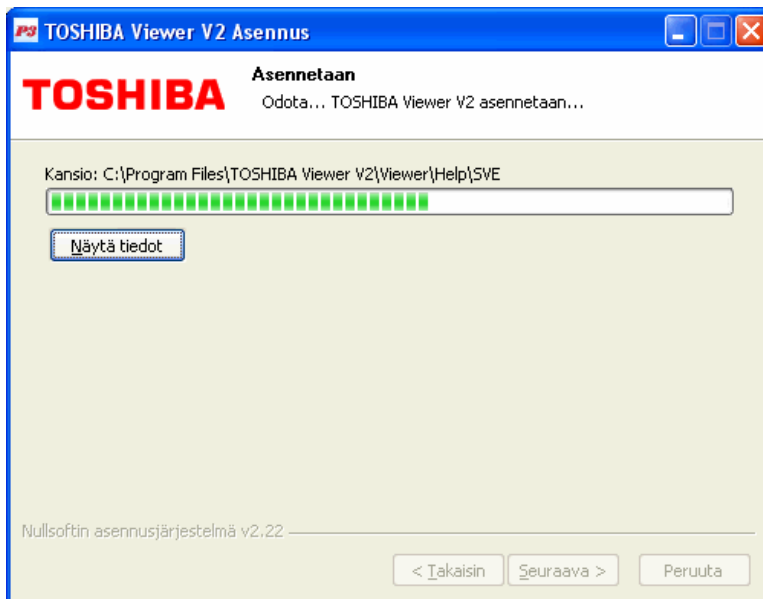 P3 TOSHIBA Viewer V2 Asennus
TOSHIBA
Asennetaan
Odota... TOSHIBA Viewer V2 asennetaan...
Kansio: C:\Program Files\TOSHIBA Viewer V2\Viewer\Help\SVE
Näytä tiedot
Nullsoftin asennusjärjestelmä v2.22
< Takaisin
Seuraava >
Peruuta